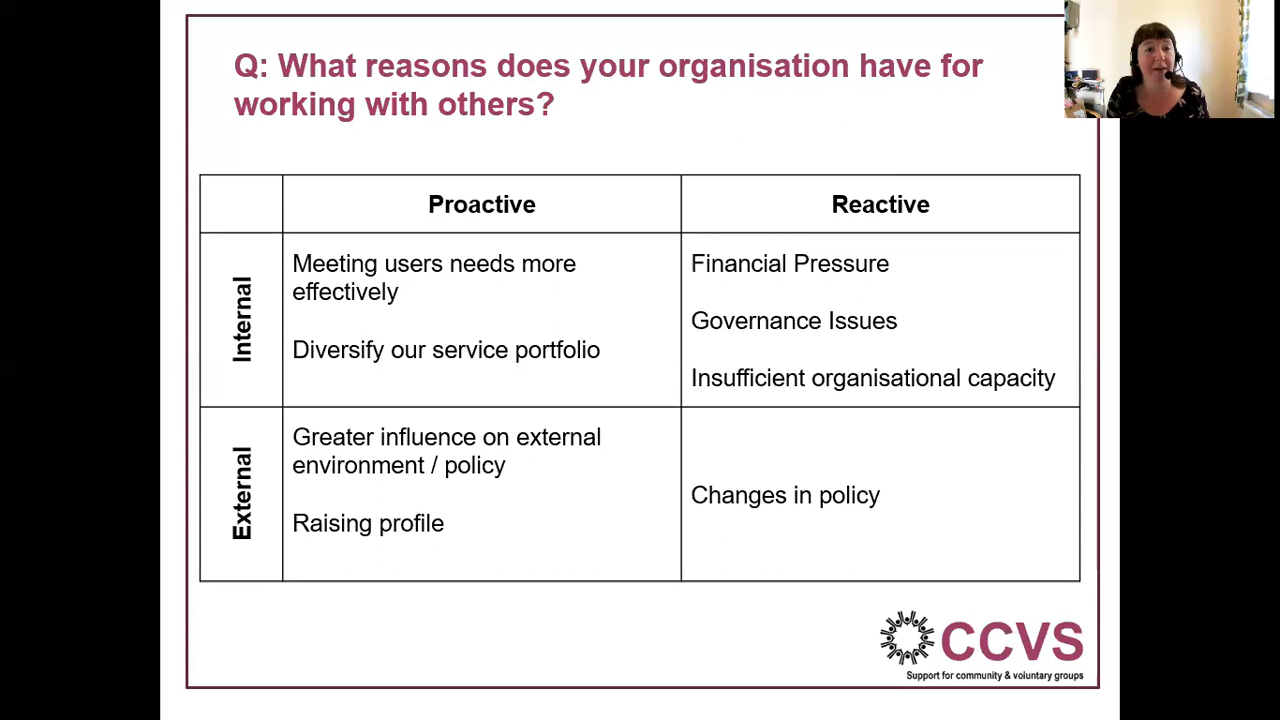 Q: What reasons does your organisation have for
working with others?
Proactive
Reactive
Internal
Meeting users needs more
effectively
Diversify our service portfolio
Financial Pressure
Governance Issues
Insufficient organisational capacity
External
Greater influence on external
environment / policy
Raising profile
Changes in policy
CCVS
Support for community & voluntary groups